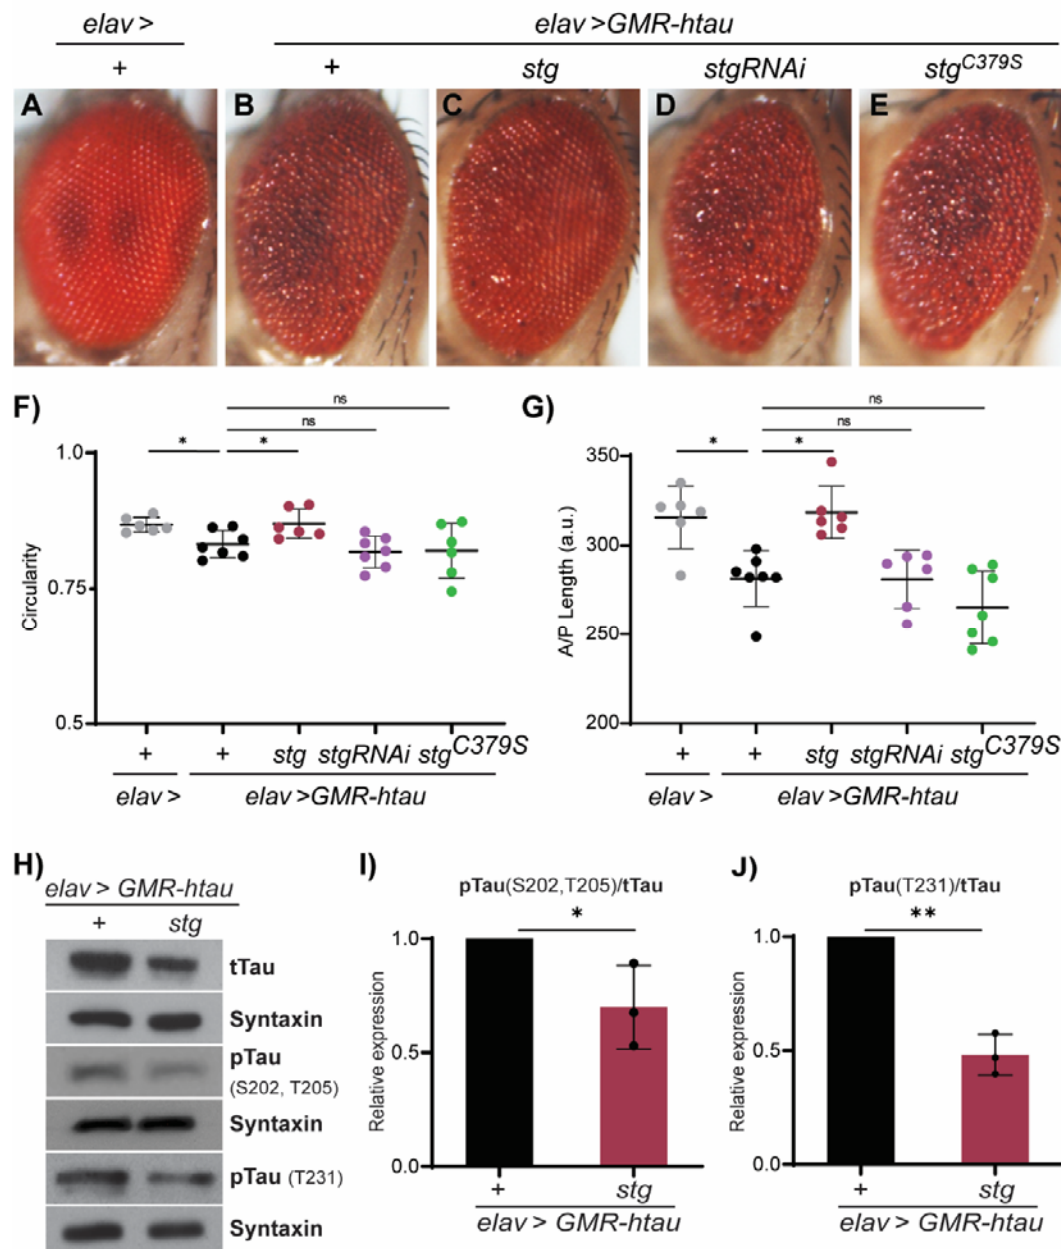 elav >
elav >GMR-htau
+
+
stg
stgRNAi
stgC379S
A
B
C
D
E
F)
ns
ns
*
*
1.0
0.75
0.5
Circularity
+
+
stg
stgRNAi
stgC379S
elav >
elav >GMR-htau
G)
ns
ns
*
*
350
300
250
200
A/P Length (a.u.)
+
+
stg
stgRNAi
stgC379S
elav >
elav >GMR-htau
H)
elav > GMR-htau
+
stg
tTau
Syntaxin
pTau
(S202, T205)
Syntaxin
pTau (T231)
Syntaxin
I)
pTau(S202,T205)/tTau
*
1.0
0.5
0.0
Relative expression
+
stg
elav > GMR-htau
J)
pTau(T231)/tTau
**
1.0
0.5
0.0
Relative expression
+
stg
elav > GMR-htau